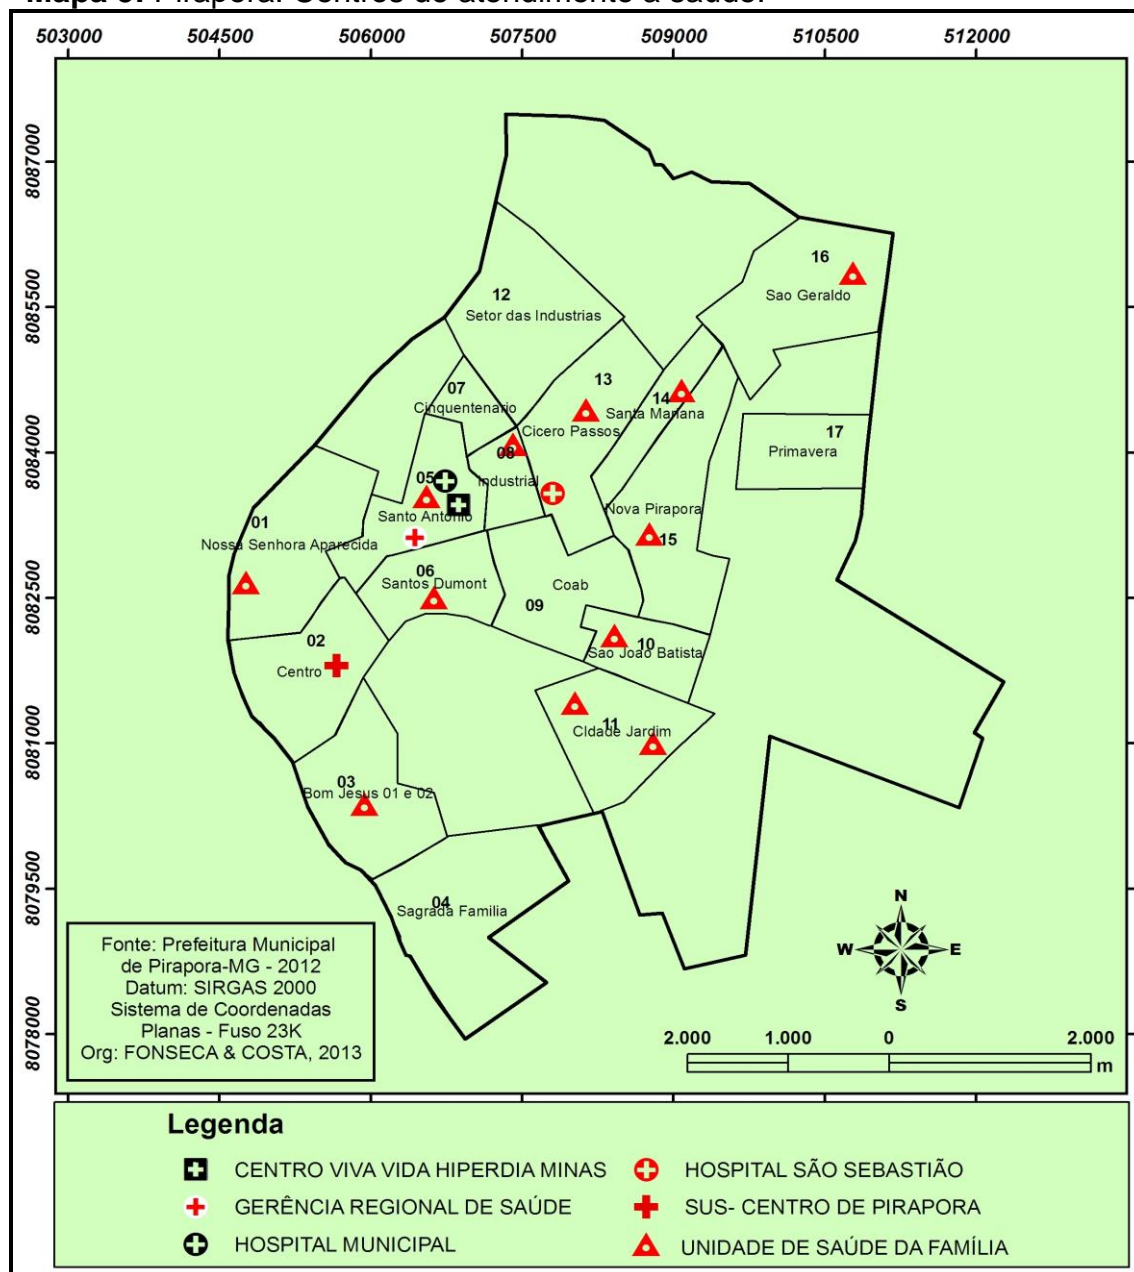 Mapa 3: Pirapora: Centros de atendimento à saúde.
503000 504500 506000 507500 509000 510500 512000
8087000
8085500
8084000
8082500
8081000
8079500
8078000
16
Sao Geraldo
12
Setor das Industrias
13
Cicero Passos
14
Santa Mariana
07
Cinquentenario
17
Primavera
08
Industrial
05
Santo Antonio
Nova Pirapora
15
01
Nossa Senhora Aparecida
06
Santos Dumont
Coab
09
02
Centro
10
Sao Joao Batista
11
CIdade Jardim
03
Bom Jesus 01 e 02
04
Sagrada Familia
Fonte: Prefeitura Municipal
de Pirapora-MG - 2012
Datum: SIRGAS 2000
Sistema de Coordenadas
Planas - Fuso 23K
Org: FONSECA & COSTA, 2013
N
W E
S
2.000 1.000 0 2.000
m
Legenda
CENTRO VIVA VIDA HIPERDIA MINAS
GERÊNCIA REGIONAL DE SAÚDE
HOSPITAL MUNICIPAL
HOSPITAL SÃO SEBASTIÃO
SUS- CENTRO DE PIRAPORA
UNIDADE DE SAÚDE DA FAMÍLIA